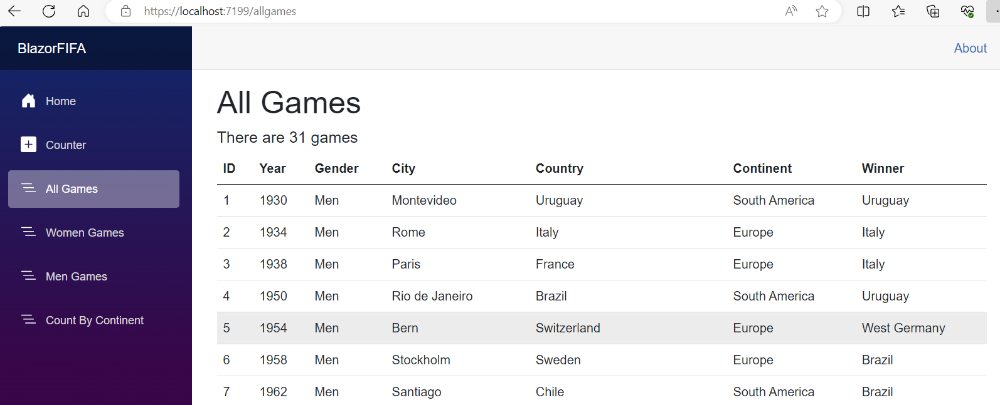 https://localhost:7199/allgames
BlazorFIFA
About
Home
Counter
All Games
Women Games
Men Games
Count By Continent
All Games
There are 31 games
ID Year Gender City Country Continent Winner
1 1930 Men Montevideo Uruguay South America Uruguay
2 1934 Men Rome Italy Europe Italy
3 1938 Men Paris France Europe Italy
4 1950 Men Rio de Janeiro Brazil South America Uruguay
5 1954 Men Bern Switzerland Europe West Germany
6 1958 Men Stockholm Sweden Europe Brazil
7 1962 Men Santiago Chile South America Brazil